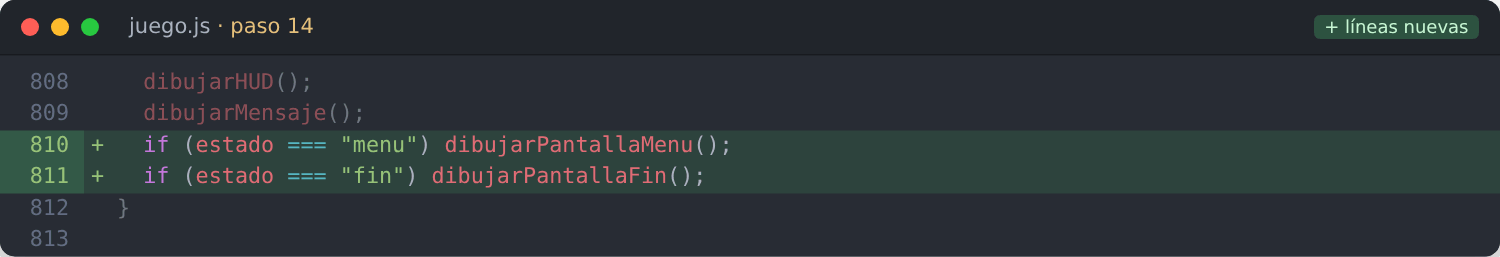 juego.js · paso 14
+ líneas nuevas
808 dibujarHUD();
809 dibujarMensaje();
810 + if (estado === "menu") dibujarPantallaMenu();
811 + if (estado === "fin") dibujarPantallaFin();
812 }
813